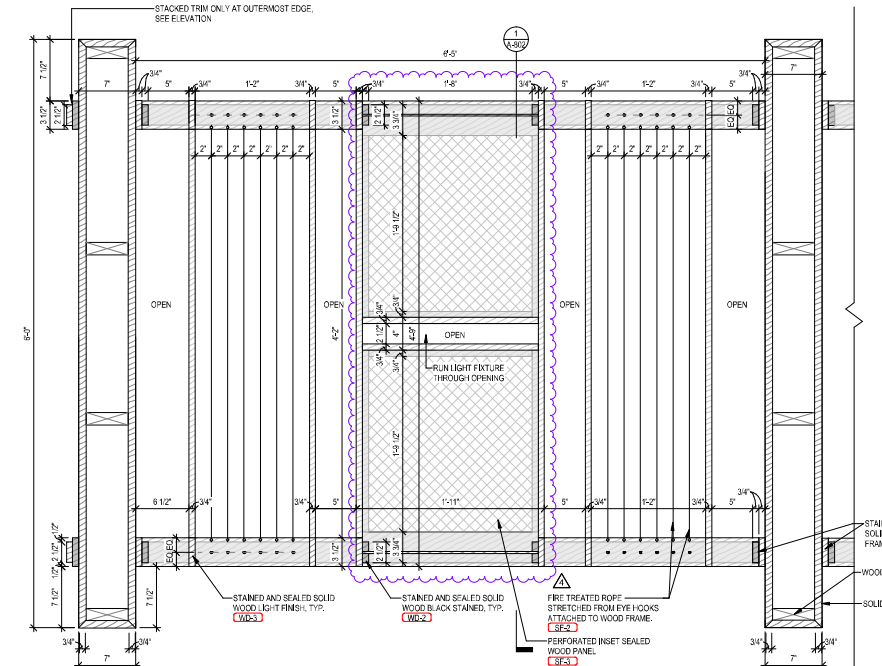 STACKED TRIM ONLY AT OUTERMOST EDGE,
SEE ELEVATION
1
A-802
6'-5"
7 1/2"
7"
3/4"
5"
3/4"
1'-2"
3/4"
5"
3/4"
1'-8"
3/4"
5"
3/4"
1'-2"
3/4"
5"
3/4"
7"
3 1/2"
2 1/2"
3 1/2"
2 1/2"
3 3/4"
EQ EQ
2"
2"
2"
2"
2"
2"
2"
2"
2"
2"
2"
2"
2"
2"
1'-9 1/2"
OPEN
OPEN
OPEN
OPEN
6'-0"
4'-2"
3/4"
3/4"
2 1/2"
4"
4'-9"
OPEN
3/4"
3/4"
RUN LIGHT FIXTURE
THROUGH OPENING
1'-9 1/2"
6 1/2"
3/4"
1'-2"
3/4"
5"
1'-11"
5"
3/4"
1'-2"
3/4"
5"
3/4"
1/2"
2 1/2"
1/2"
EQ EQ
3 1/2"
2 1/2"
3 3/4"
7 1/2"
7 1/2"
4
STAINED AND SEALED SOLID
WOOD LIGHT FINISH, TYP.
WD-3
STAINED AND SEALED SOLID
WOOD BLACK STAINED, TYP.
WD-2
FIRE TREATED ROPE
STRETCHED FROM EYE HOOKS
ATTACHED TO WOOD FRAME.
SF-2
PERFORATED INSET SEALED
WOOD PANEL
SF-3
STAI
SOLI
FRAM
WOOD
SOLID
3/4"
3/4"
7"
3/4"
3/4"
7"